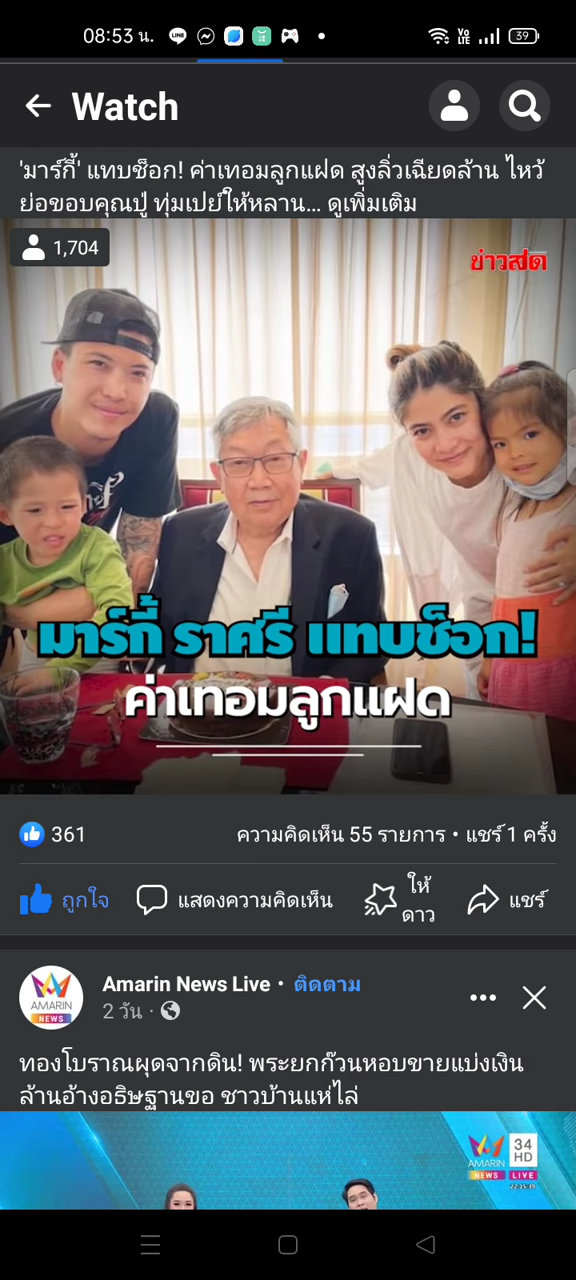 08:53 น.
VO LTE
39
Watch
'มาร์กี้' แทบช็อก! ค่าเทอมลูกแฝด สูงลิ่วเฉียดล้าน ไหว้
ย่อขอบคุณปู่ ทุ่มเปย์ให้หลาน... ดูเพิ่มเติม
1,704
ข่าวสด
มาร์กี้ ราศรี แทบช็อก!
ค่าเทอมลูกแฝด
361
ความคิดเห็น 55 รายการ • แชร์ 1 ครั้ง
ถูกใจ
แสดงความคิดเห็น
ให้
ดาว
แชร์
Amarin News Live • ติดตาม
2 วัน ·
AMARIN
NEWS
ทองโบราณผุดจากดิน! พระยกก๊วนหอบขายแบ่งเงิน
ล้านอ้างอธิษฐานขอ ชาวบ้านแห่ไล่
AMARIN 34 HD
NEWS LIVE
22:15:39